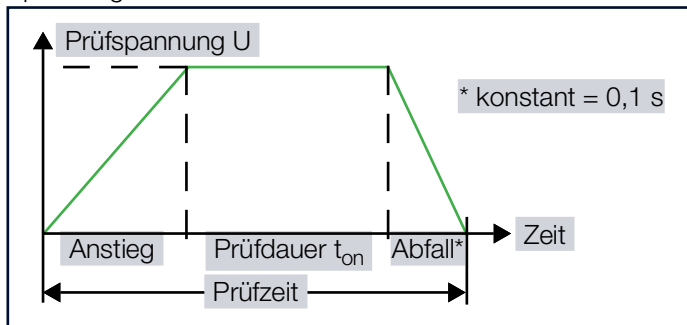 Prüfspannung U
* konstant = 0,1 s
Zeit
Anstieg
Prüfdauer ton
Abfall*
Prüfzeit